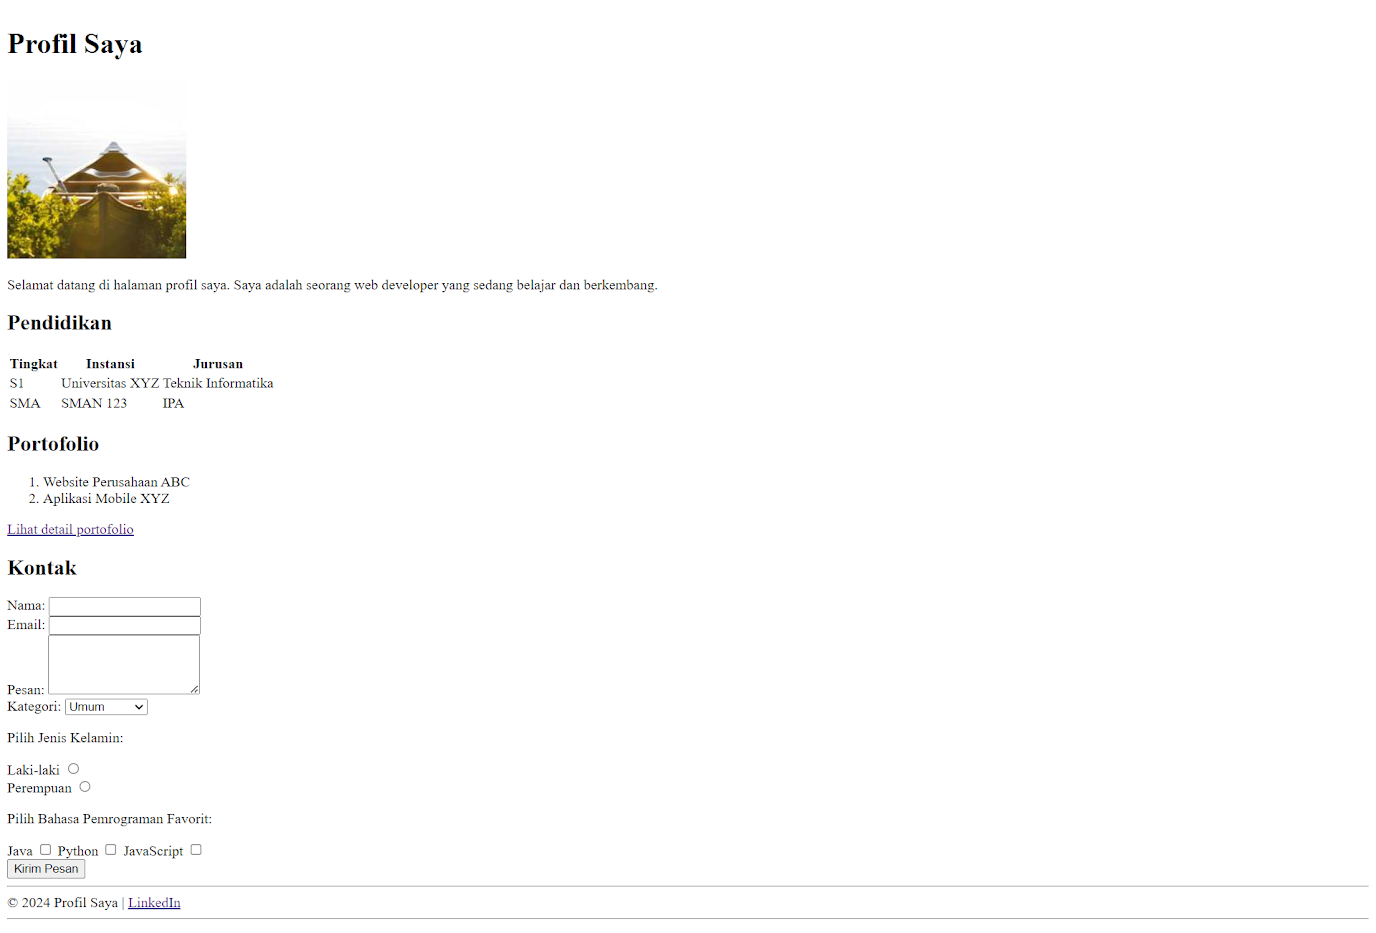 Profil Saya
Selamat datang di halaman profil saya. Saya adalah seorang web developer yang sedang belajar dan berkembang.
Pendidikan
Tingkat Instansi Jurusan
S1 Universitas XYZ Teknik Informatika
SMA SMAN 123 IPA
Portofolio
1. Website Perusahaan ABC
2. Aplikasi Mobile XYZ
Lihat detail portofolio
Kontak
Nama:
Email:
Pesan:
Kategori: Umum
Pilih Jenis Kelamin:
Laki-laki
Perempuan
Pilih Bahasa Pemrograman Favorit:
Java Python JavaScript
Kirim Pesan
© 2024 Profil Saya | LinkedIn